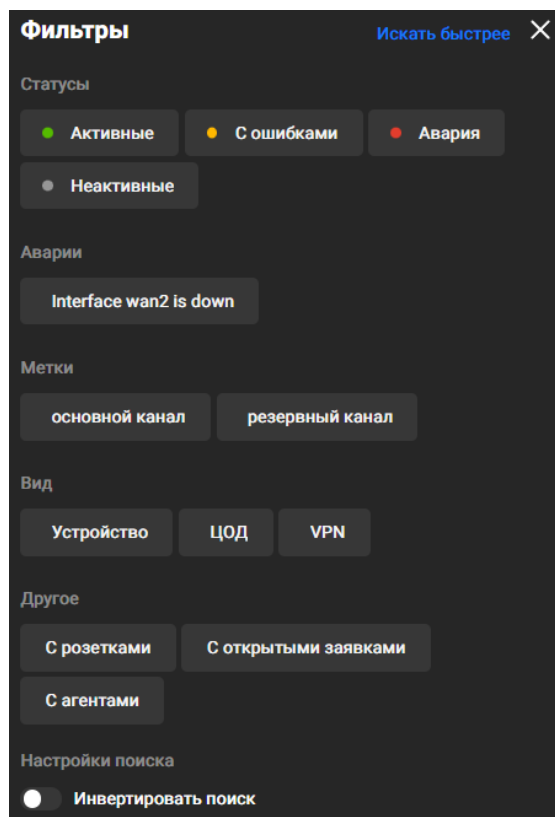 Фильтры Искать быстрее
Статусы
Активные С ошибками Авария
Неактивные
Аварии
Interface wan2 is down
Метки
основной канал резервный канал
Вид
Устройство ЦОД VPN
Другое
С розетками С открытыми заявками
С агентами
Настройки поиска
Инвертировать поиск